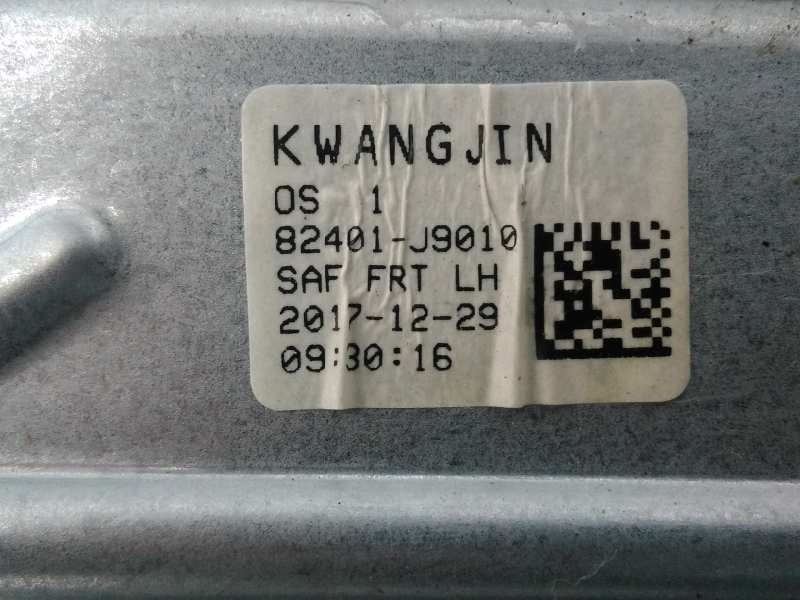 KWANGJIN
OS 1
82401-J9010
SAF FRT LH
2017-12-29
09:30:16